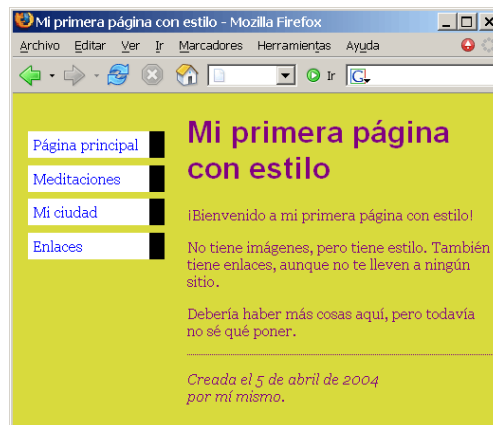 Mi primera página con estilo - Mozilla Firefox
Archivo Editar Ver Ir Marcadores Herramientas Ayuda
Ir G
Página principal
Meditaciones
Mi ciudad
Enlaces
Mi primera página
con estilo
¡Bienvenido a mi primera página con estilo!
No tiene imágenes, pero tiene estilo. También
tiene enlaces, aunque no te lleven a ningún
sitio.
Debería haber más cosas aquí, pero todavía
no sé qué poner.
Creada el 5 de abril de 2004
por mí mismo.